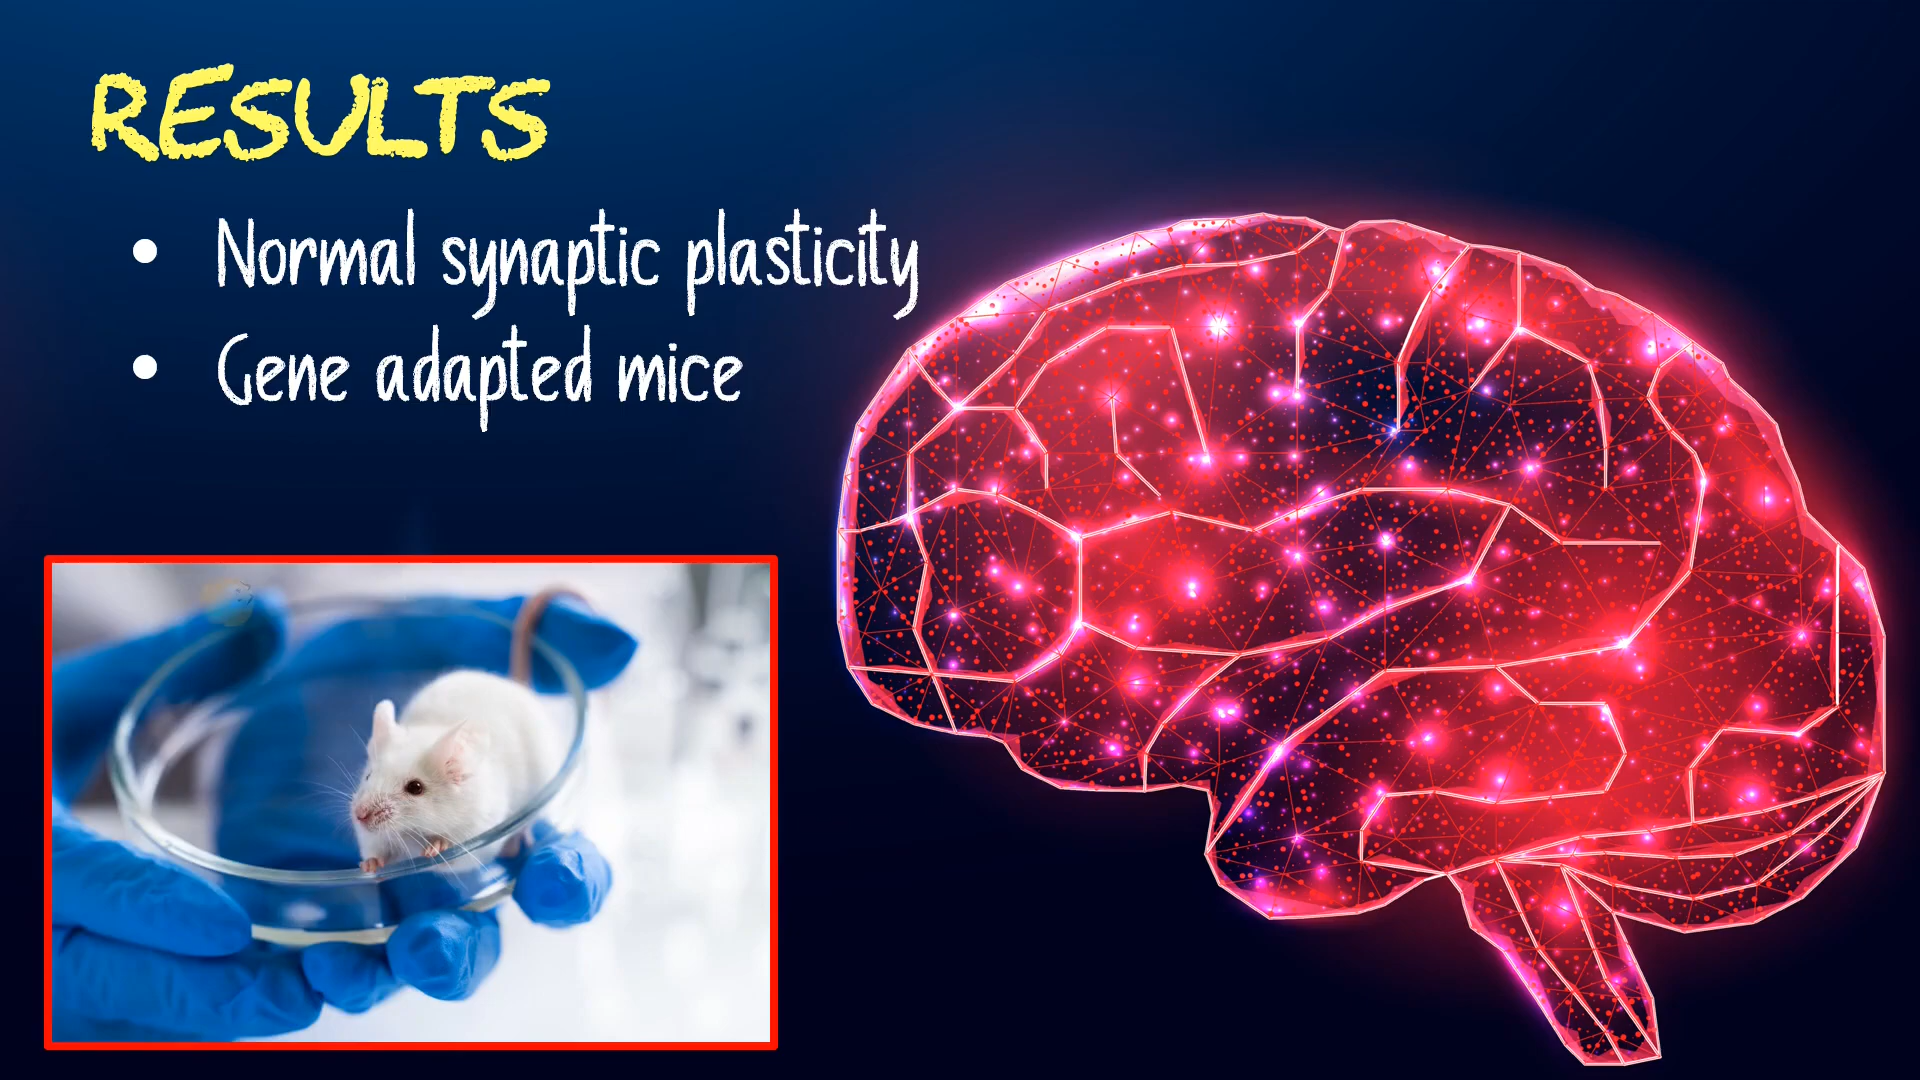 RESULTS
• Normal synaptic plasticity
• Gene adapted mice